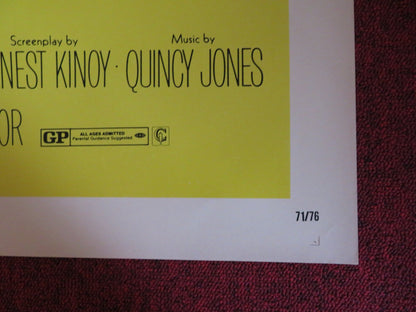 Screenplay by Music by
NEST KINOY · QUINCY JONES
OR GP ALL AGES ADMITTED
Parental Guidance Suggested
71/76